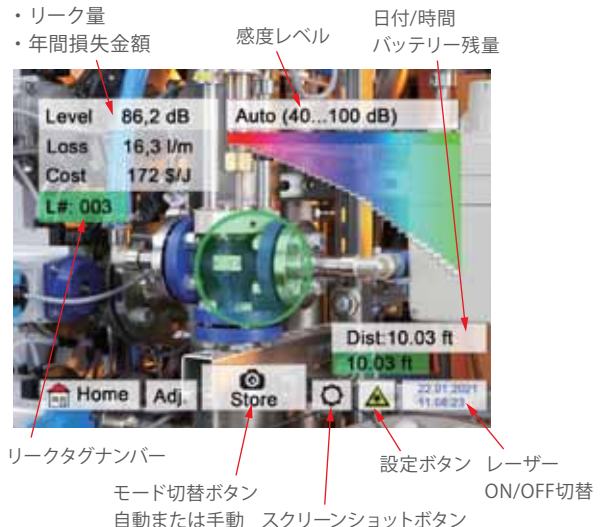 ・リーク量
・年間損失金額
感度レベル
日付/時間
バッテリー残量
Level 86,2 dB
Loss 16,3 l/m
Cost 172 $/J
L#: 003
Auto (40...100 dB)
Dist:10.03 ft
10.03 ft
Home
Adj.
Store
22.01.2021
11:08:23
リークタグナンバー
モード切替ボタン
自動または手動
スクリーンショットボタン
設定ボタン
レーザー
ON/OFF切替